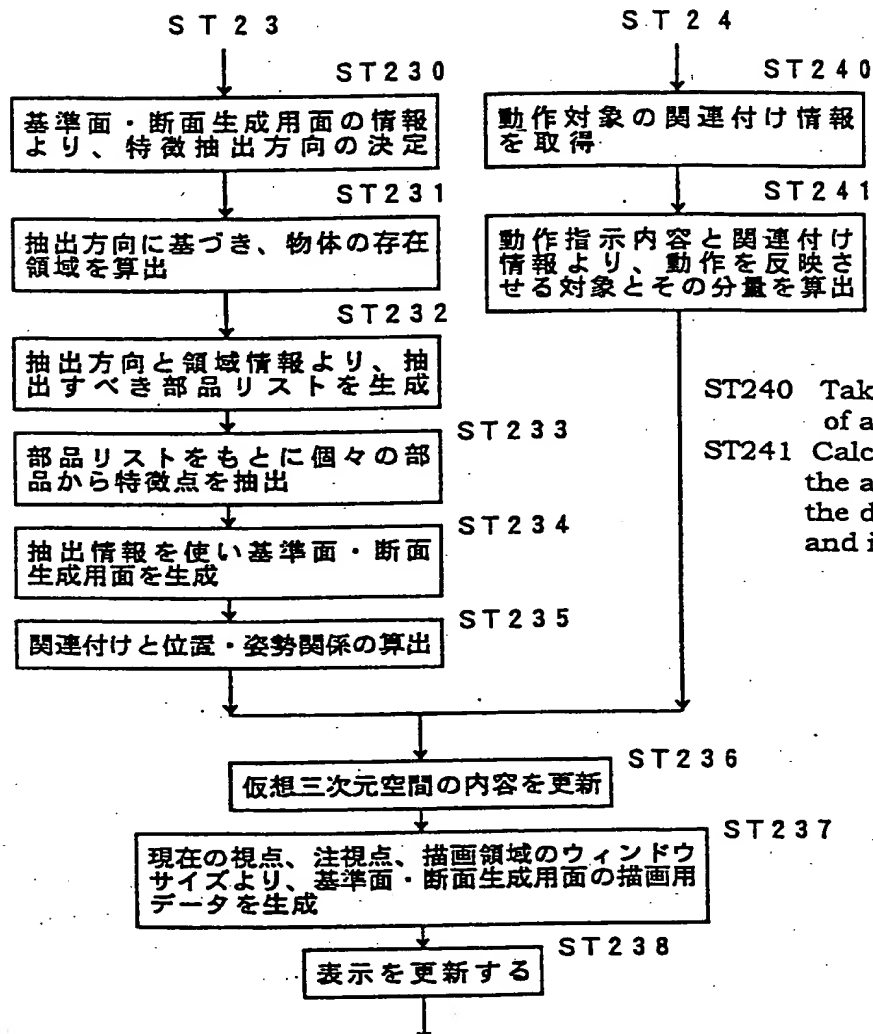 ST23
ST230
基準面・断面生成用面の情報
より、特徴抽出方向の決定
ST231
抽出方向に基づき、物体の存在
領域を算出
ST232
抽出方向と領域情報より、抽
出すべき部品リストを生成
ST233
部品リストをもとに個々の部
品から特徴点を抽出
ST234
抽出情報を使い基準面・断面
生成用面を生成
ST235
関連付けと位置・姿勢関係の算出
ST24
ST240
動作対象の関連付け情報
を取得
ST241
動作指示内容と関連付け
情報より、動作を反映さ
せる対象とその分量を算出
ST240 Tak
of a
ST241 Calc
the a
the d
and i
ST236
仮想三次元空間の内容を更新
ST237
現在の視点、注視点、描画領域のウィンドウ
サイズより、基準面・断面生成用面の描画用
データを生成
ST238
表示を更新する